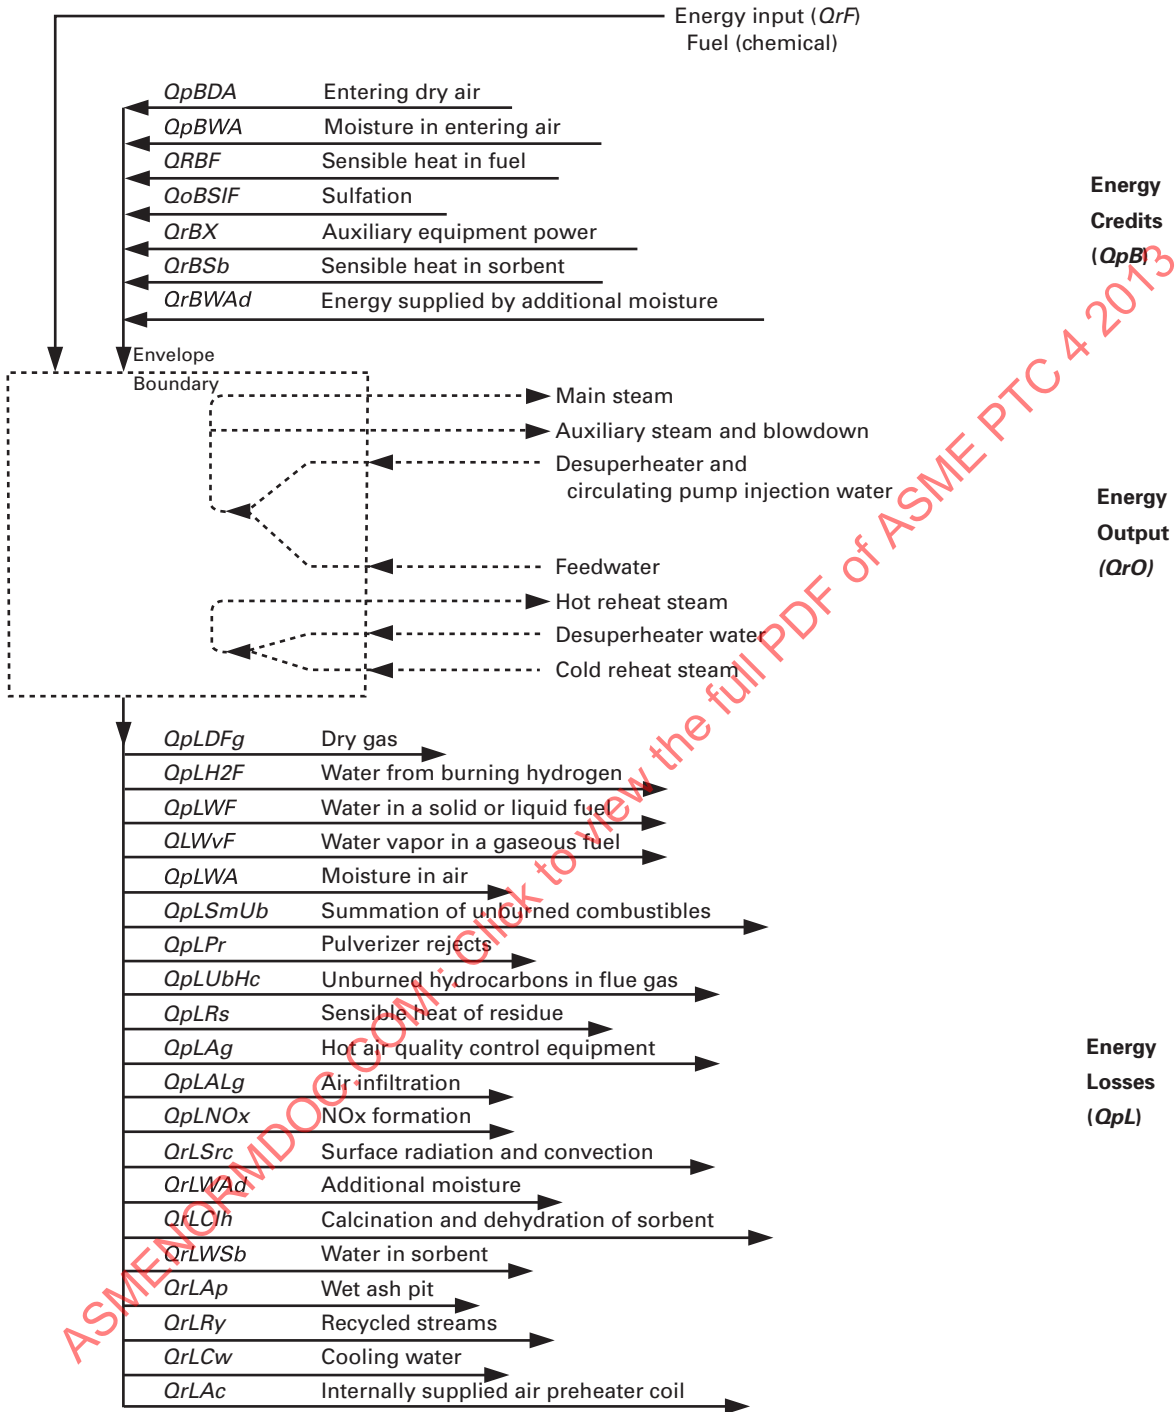 Energy input (QrF)
Fuel (chemical)
QpBDA Entering dry air
QpBWA Moisture in entering air
QRBF Sensible heat in fuel
QoBSIF Sulfation
QrBX Auxiliary equipment power
QrBSb Sensible heat in sorbent
QrBWAd Energy supplied by additional moisture
Energy
Credits
(QpB)
Envelope
Boundary
Main steam
Auxiliary steam and blowdown
Desuperheater and
circulating pump injection water
Feedwater
Hot reheat steam
Desuperheater water
Cold reheat steam
Energy
Output
(QrO)
QpLDFg Dry gas
QpLH2F Water from burning hydrogen
QpLWF Water in a solid or liquid fuel
QLWvF Water vapor in a gaseous fuel
QpLWA Moisture in air
QpLSmUb Summation of unburned combustibles
QpLPr Pulverizer rejects
QpLUbHc Unburned hydrocarbons in flue gas
QpLRs Sensible heat of residue
QpLAg Hot air quality control equipment
QpLALg Air infiltration
QpLNOx NOx formation
QrLSrc Surface radiation and convection
QrLWAd Additional moisture
QrLClh Calcination and dehydration of sorbent
QrLWSb Water in sorbent
QrLAp Wet ash pit
QrLRy Recycled streams
QrLCw Cooling water
QrLAc Internally supplied air preheater coil
Energy
Losses
(QpL)
ASMENORMDOC.COM : Click to view the full PDF of ASME PTC 4 2013